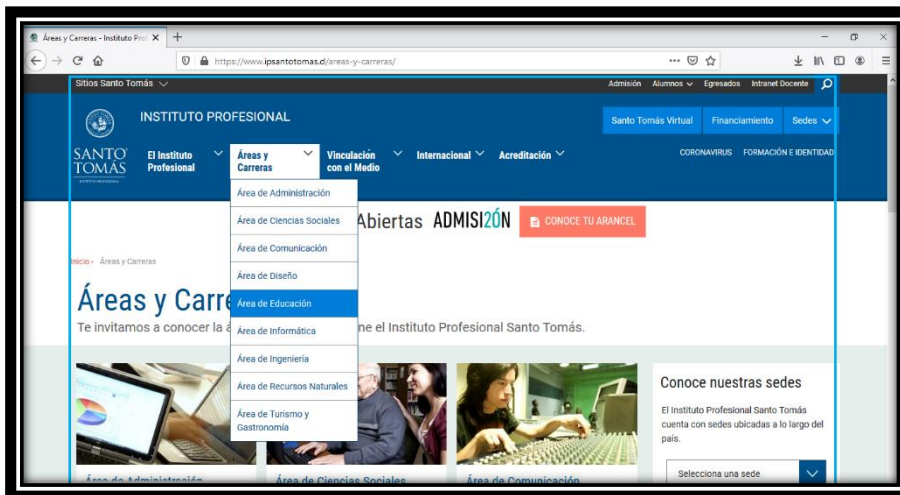 Áreas y Carreras - Instituto Pro
https://www.ipsantotomas.cl/areas-y-carreras/
Sitios Santo Tomás
Admisión Alumnos Egresados Intranet Docente
INSTITUTO PROFESIONAL
Santo Tomás Virtual Financiamiento Sedes
SANTO
TOMÁS
El Instituto
Profesional
Áreas y
Carreras
Vinculación
con el Medio
Internacional
Acreditación
CORONAVIRUS FORMACIÓN E IDENTIDAD
Área de Administración
Área de Ciencias Sociales
Área de Comunicación
Área de Diseño
Área de Educación
Área de Informática
Área de Ingeniería
Área de Recursos Naturales
Área de Turismo y
Gastronomía
Abiertas ADMISI2ÓN CONOCE TU ARANCEL
Inicio › Áreas y Carreras
Áreas y Carre
Te invitamos a conocer la á ne el Instituto Profesional Santo Tomás.
Conoce nuestras sedes
El Instituto Profesional Santo Tomás
cuenta con sedes ubicadas a lo largo del
país.
Selecciona una sede
Área de Administración
Área de Ciencias Sociales
Área de Comunicación